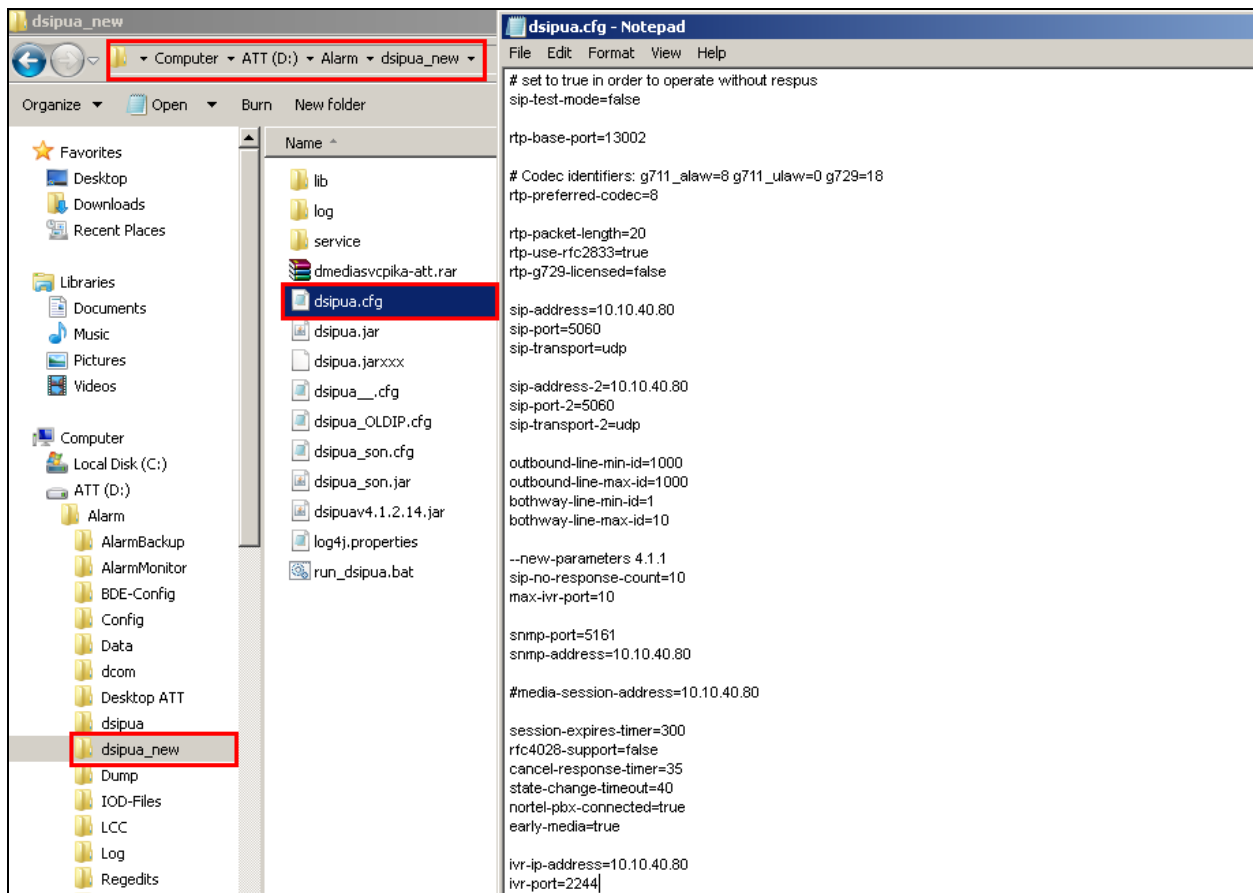 dsipua_new
Computer ATT (D:) Alarm dsipua_new
Organize Open Burn New folder
Favorites
Desktop
Downloads
Recent Places
Libraries
Documents
Music
Pictures
Videos
Computer
Local Disk (C:)
ATT (D:)
Alarm
AlarmBackup
AlarmMonitor
BDE-Config
Config
Data
dcom
Desktop ATT
dsipua
dsipua_new
Dump
IOD-Files
LCC
Log
Regedits
Name
lib
log
service
dmediasvcpika-att.rar
dsipua.cfg
dsipua.jar
dsipua.jarxxx
dsipua__.cfg
dsipua_OLDIP.cfg
dsipua_son.cfg
dsipua_son.jar
dsipuav4.1.2.14.jar
log4j.properties
run_dsipua.bat
dsipua.cfg - Notepad
File Edit Format View Help
# set to true in order to operate without respus
sip-test-mode=false
rtp-base-port=13002
# Codec identifiers: g711_alaw=8 g711_ulaw=0 g729=18
rtp-preferred-codec=8
rtp-packet-length=20
rtp-use-rfc2833=true
rtp-g729-licensed=false
sip-address=10.10.40.80
sip-port=5060
sip-transport=udp
sip-address-2=10.10.40.80
sip-port-2=5060
sip-transport-2=udp
outbound-line-min-id=1000
outbound-line-max-id=1000
bothway-line-min-id=1
bothway-line-max-id=10
--new-parameters 4.1.1
sip-no-response-count=10
max-ivr-port=10
snmp-port=5161
snmp-address=10.10.40.80
#media-session-address=10.10.40.80
session-expires-timer=300
rfc4028-support=false
cancel-response-timer=35
state-change-timeout=40
nortel-pbx-connected=true
early-media=true
ivr-ip-address=10.10.40.80
ivr-port=2244